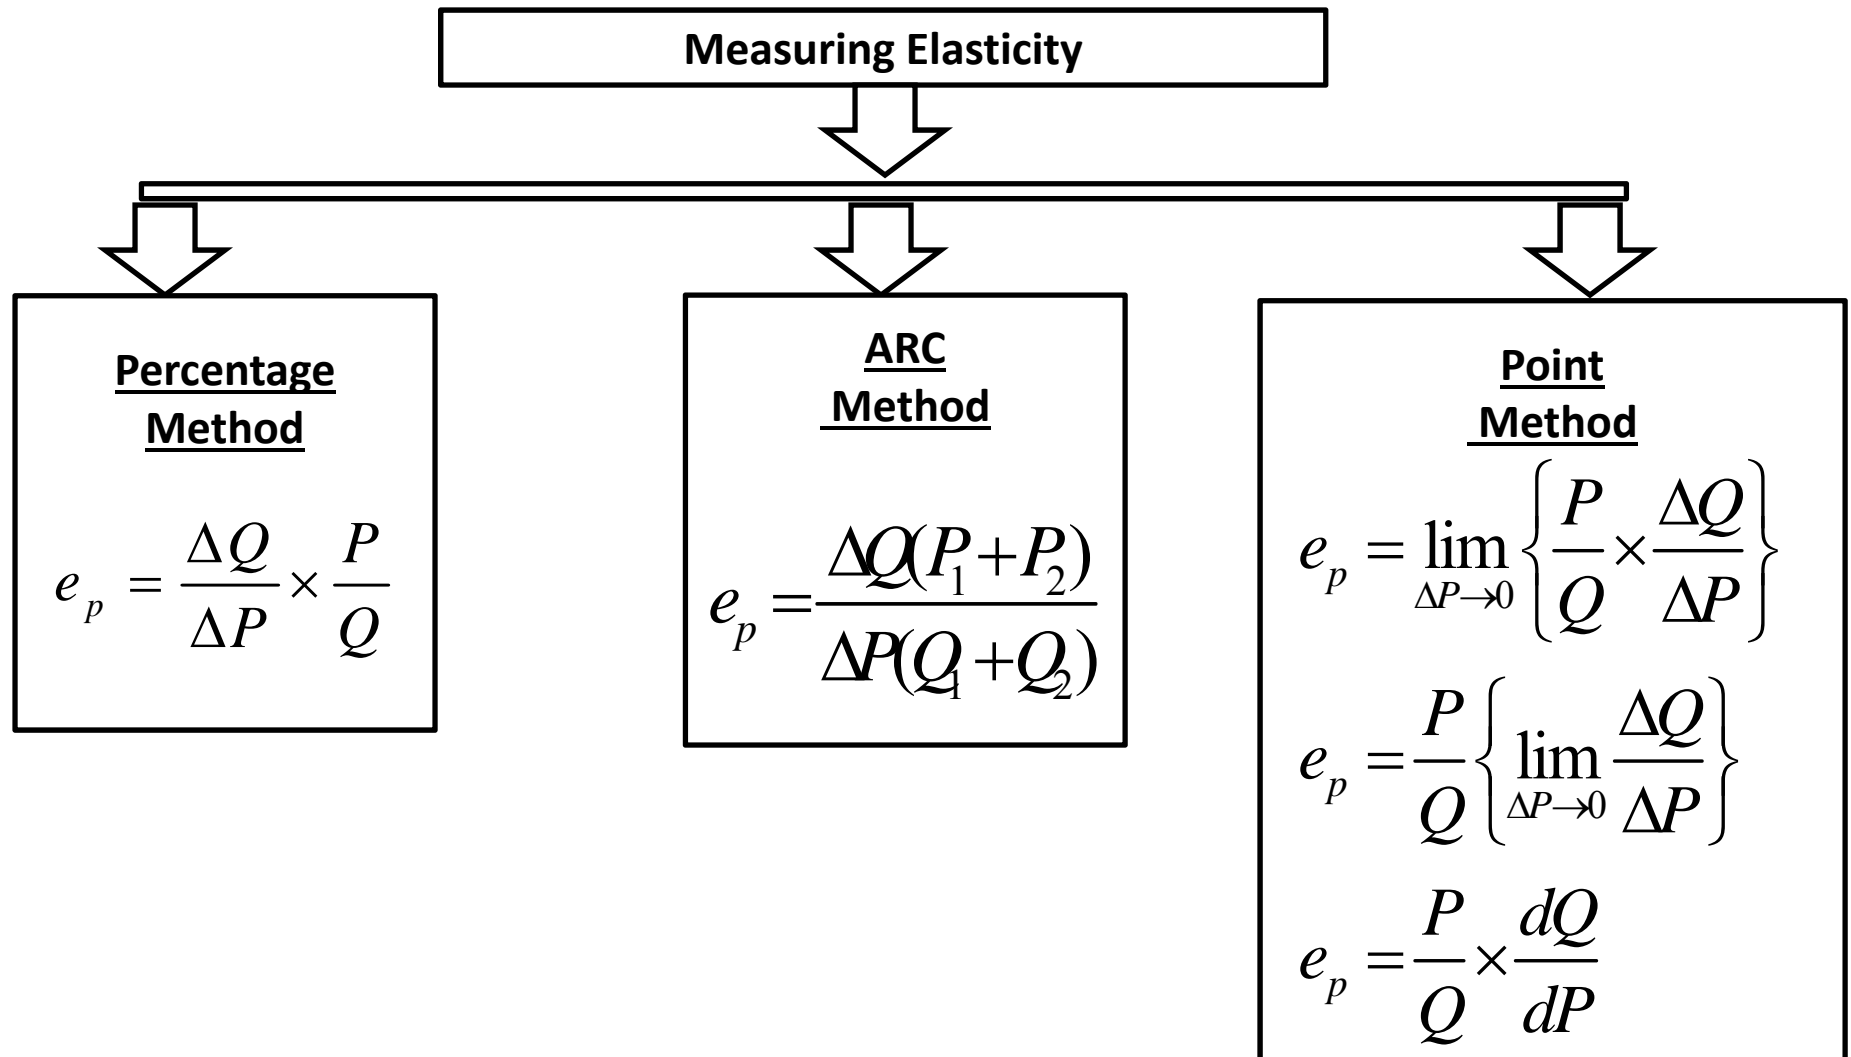 Measuring Elasticity
Percentage
Method
e_p = ΔQ/ΔP × P/Q
ARC
Method
e_p = ΔQ(P_1+P_2)/ΔP(Q_1+Q_2)
Point
Method
e_p = lim_{ΔP→0} {P/Q × ΔQ/ΔP}
e_p = P/Q {lim_{ΔP→0} ΔQ/ΔP}
e_p = P/Q × dQ/dP